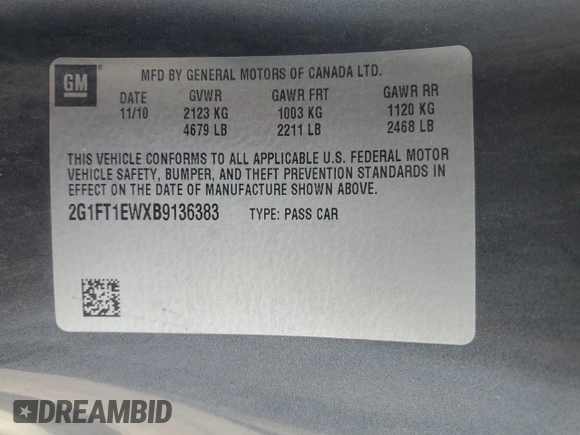 GM
MFD BY GENERAL MOTORS OF CANADA LTD.
DATE GVWR GAWR FRT GAWR RR
11/10 2123 KG 1003 KG 1120 KG
4679 LB 2211 LB 2468 LB
THIS VEHICLE CONFORMS TO ALL APPLICABLE U.S. FEDERAL MOTOR
VEHICLE SAFETY, BUMPER, AND THEFT PREVENTION STANDARDS IN
EFFECT ON THE DATE OF MANUFACTURE SHOWN ABOVE.
2G1FT1EWXB9136383 TYPE: PASS CAR
DREAMBID